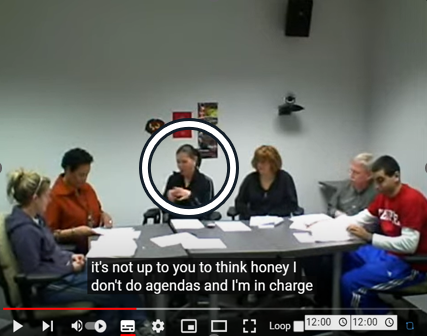 it's not up to you to think honey I
don't do agendas and I'm in charge
Loop 12:00 12:00